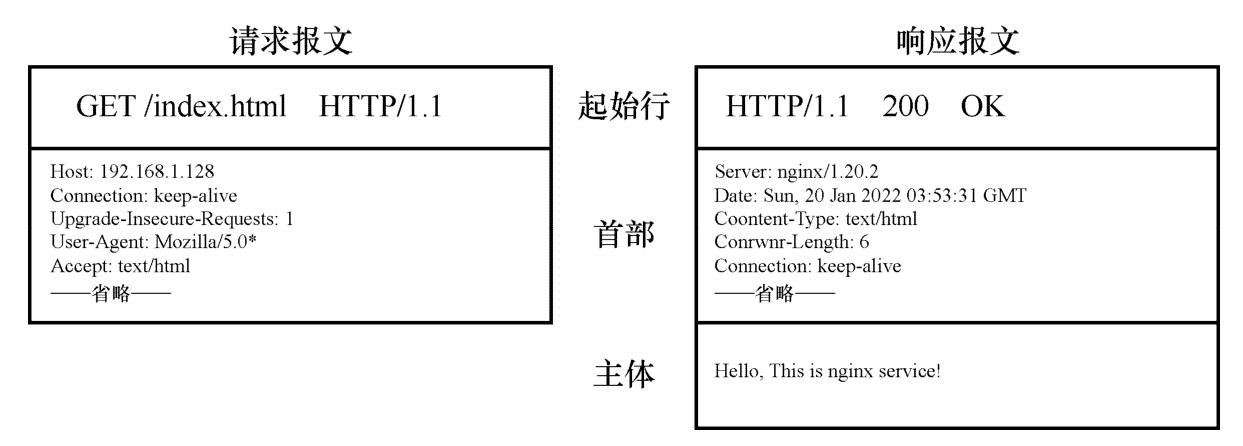 请求报文
响应报文
GET /index.html HTTP/1.1
起始行
HTTP/1.1 200 OK
Host: 192.168.1.128
Connection: keep-alive
Upgrade-Insecure-Requests: 1
User-Agent: Mozilla/5.0*
Accept: text/html
——省略——
首部
Server: nginx/1.20.2
Date: Sun, 20 Jan 2022 03:53:31 GMT
Coontent-Type: text/html
Conrwnr-Length: 6
Connection: keep-alive
——省略——
主体
Hello, This is nginx service!